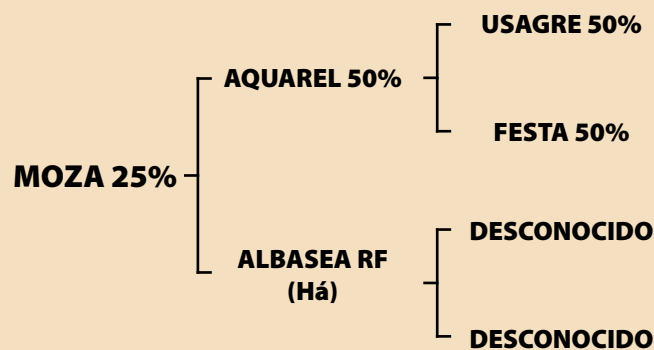 USAGRE 50%
AQUAREL 50%
FESTA 50%
MOZA 25%
DESCONOCIDO
ALBASEA RF
(Há)
DESCONOCIDO